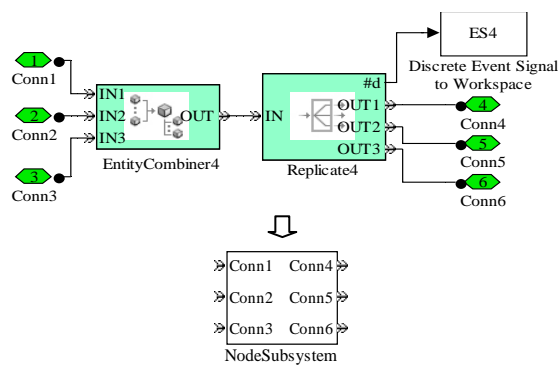 1
Conn1
2
Conn2
3
Conn3
IN1
IN2
IN3
OUT
EntityCombiner4
IN
#d
OUT1
OUT2
OUT3
Replicate4
ES4
Discrete Event Signal
to Workspace
4
Conn4
5
Conn5
6
Conn6
Conn1 Conn4
Conn2 Conn5
Conn3 Conn6
NodeSubsystem